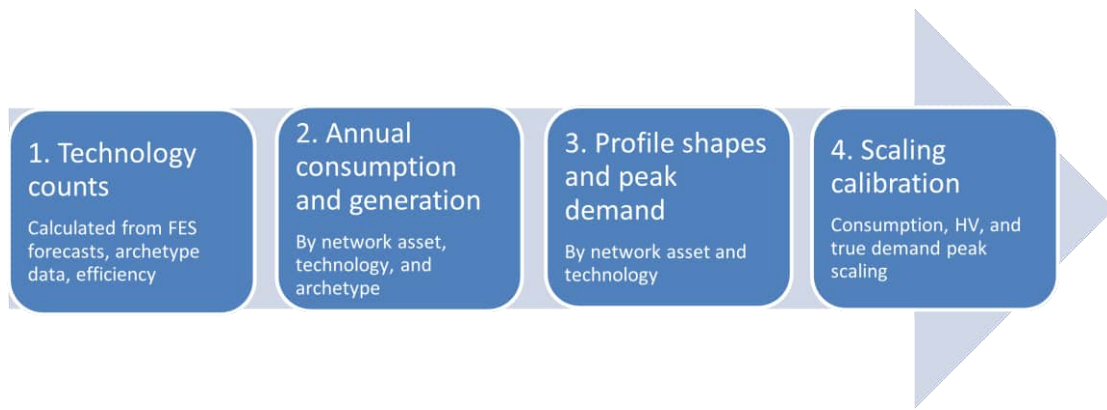 1. Technology
counts
Calculated from FES
forecasts, archetype
data, efficiency
2. Annual
consumption
and generation
By network asset,
technology, and
archetype
3. Profile shapes
and peak
demand
By network asset and
technology
4. Scaling
calibration
Consumption, HV, and
true demand peak
scaling